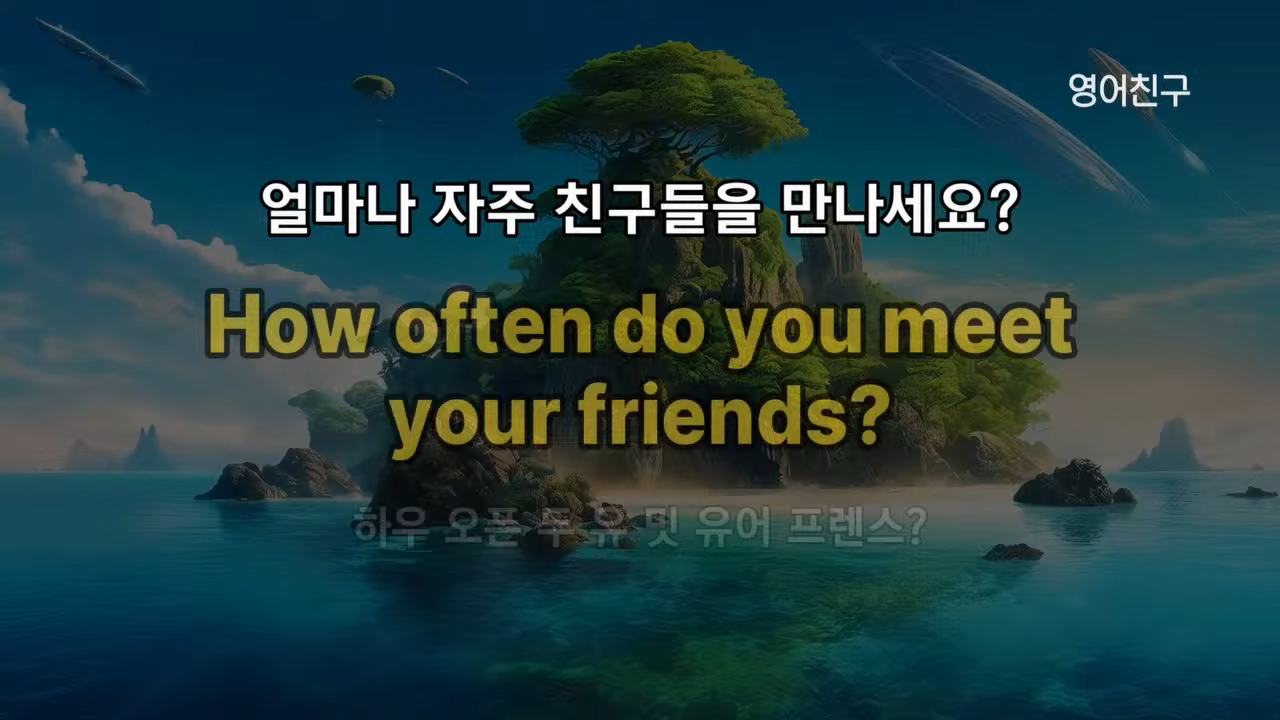 영어친구
얼마나 자주 친구들을 만나세요?
How often do you meet
your friends?
하우 오픈 두 유 밋 유어 프렌스?